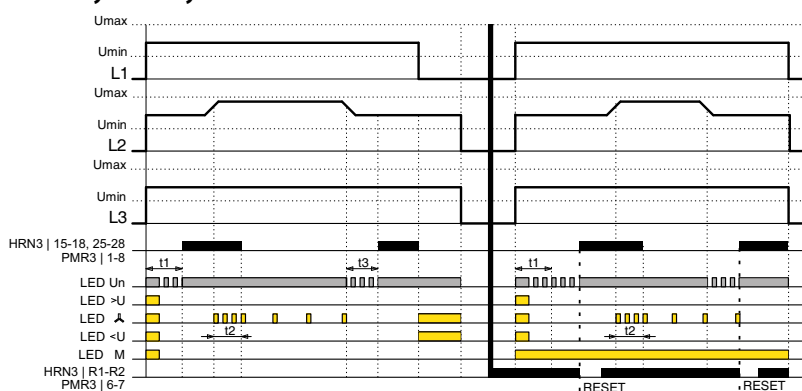 Umax
Umin
L1
Umax
Umin
L2
Umax
Umin
L3
HRN3 | 15-18, 25-28
PMR3 | 1-8
t1 t3 t1
LED Un
LED >U
LED
t2 t2
LED <U
LED M
HRN3 | R1-R2
PMR3 | 6-7
RESET RESET